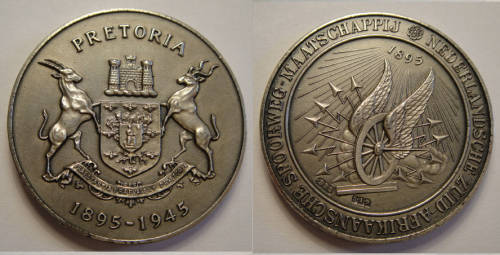 PRETORIA
1895-1945
NEDERLANDSCHE ZUID-AFRIKAANSCHE SPOORWEG-MAATSCHAPPIJ
1895